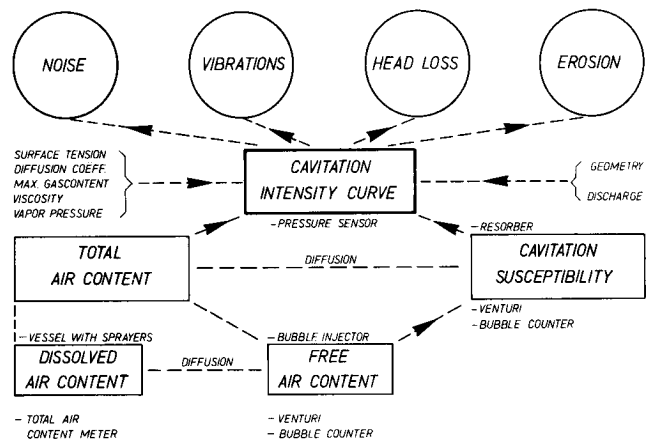 NOISE
VIBRATIONS
HEAD LOSS
EROSION
SURFACE TENSION
DIFFUSION COEFF.
MAX. GASCONTENT
VISCOSITY
VAPOR PRESSURE
CAVITATION
INTENSITY CURVE
GEOMETRY
DISCHARGE
- PRESSURE SENSOR
- RESORBER
TOTAL
AIR CONTENT
DIFFUSION
CAVITATION
SUSCEPTIBILITY
- VENTURI
- BUBBLE COUNTER
- VESSEL WITH SPRAYERS
- BUBBLE INJECTOR
DISSOLVED
AIR CONTENT
DIFFUSION
FREE
AIR CONTENT
- TOTAL AIR
CONTENT METER
- VENTURI
- BUBBLE COUNTER